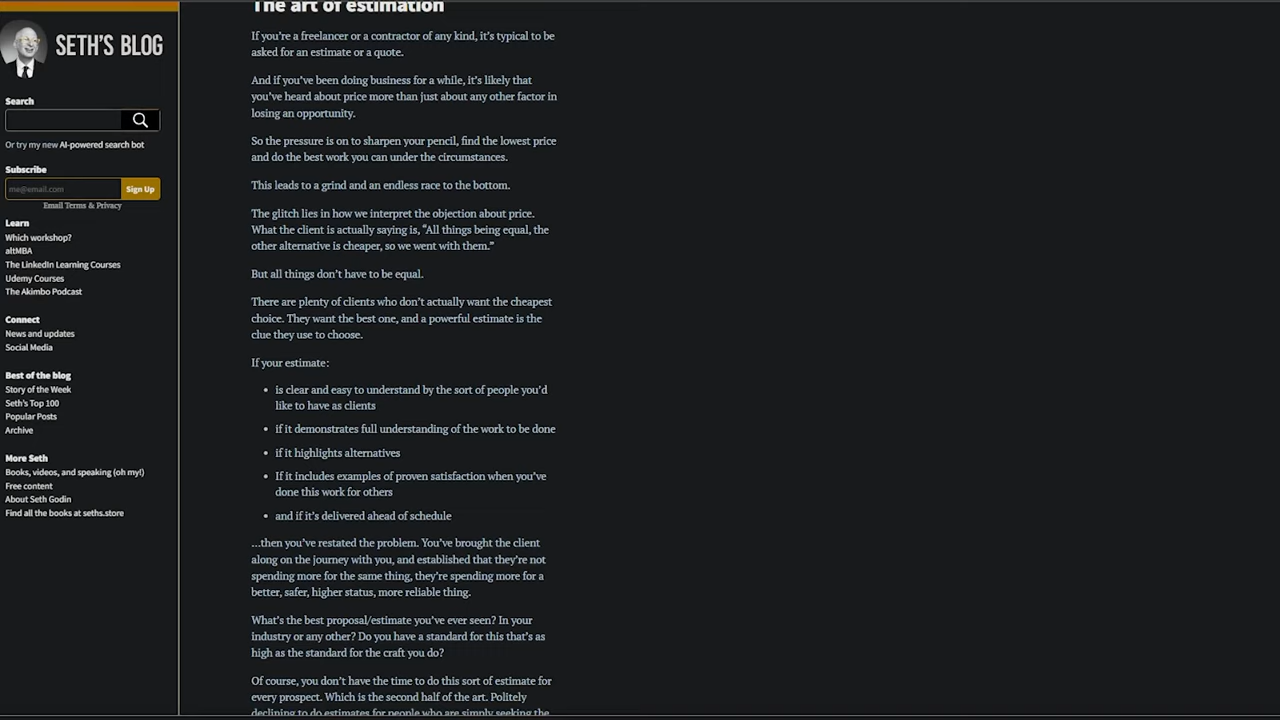 SETH'S BLOG
Search
Or try my new AI-powered search bot
Subscribe
me@email.com
Sign Up
Email Terms & Privacy
Learn
Which workshop?
altMBA
The LinkedIn Learning Courses
Udemy Courses
The Akimbo Podcast
Connect
News and updates
Social Media
Best of the blog
Story of the Week
Seth's Top 100
Popular Posts
Archive
More Seth
Books, videos, and speaking (oh my!)
Free content
About Seth Godin
Find all the books at seths.store
The art of estimation
If you're a freelancer or a contractor of any kind, it's typical to be
asked for an estimate or a quote.
And if you've been doing business for a while, it's likely that
you've heard about price more than just about any other factor in
losing an opportunity.
So the pressure is on to sharpen your pencil, find the lowest price
and do the best work you can under the circumstances.
This leads to a grind and an endless race to the bottom.
The glitch lies in how we interpret the objection about price.
What the client is actually saying is, “All things being equal, the
other alternative is cheaper, so we went with them.”
But all things don't have to be equal.
There are plenty of clients who don't actually want the cheapest
choice. They want the best one, and a powerful estimate is the
clue they use to choose.
If your estimate:
• is clear and easy to understand by the sort of people you'd
like to have as clients
• if it demonstrates full understanding of the work to be done
• if it highlights alternatives
• If it includes examples of proven satisfaction when you've
done this work for others
• and if it's delivered ahead of schedule
…then you've restated the problem. You've brought the client
along on the journey with you, and established that they're not
spending more for the same thing, they're spending more for a
better, safer, higher status, more reliable thing.
What's the best proposal/estimate you've ever seen? In your
industry or any other? Do you have a standard for this that's as
high as the standard for the craft you do?
Of course, you don't have the time to do this sort of estimate for
every prospect. Which is the second half of the art. Politely
declining to do estimates for people who are simply seeking the